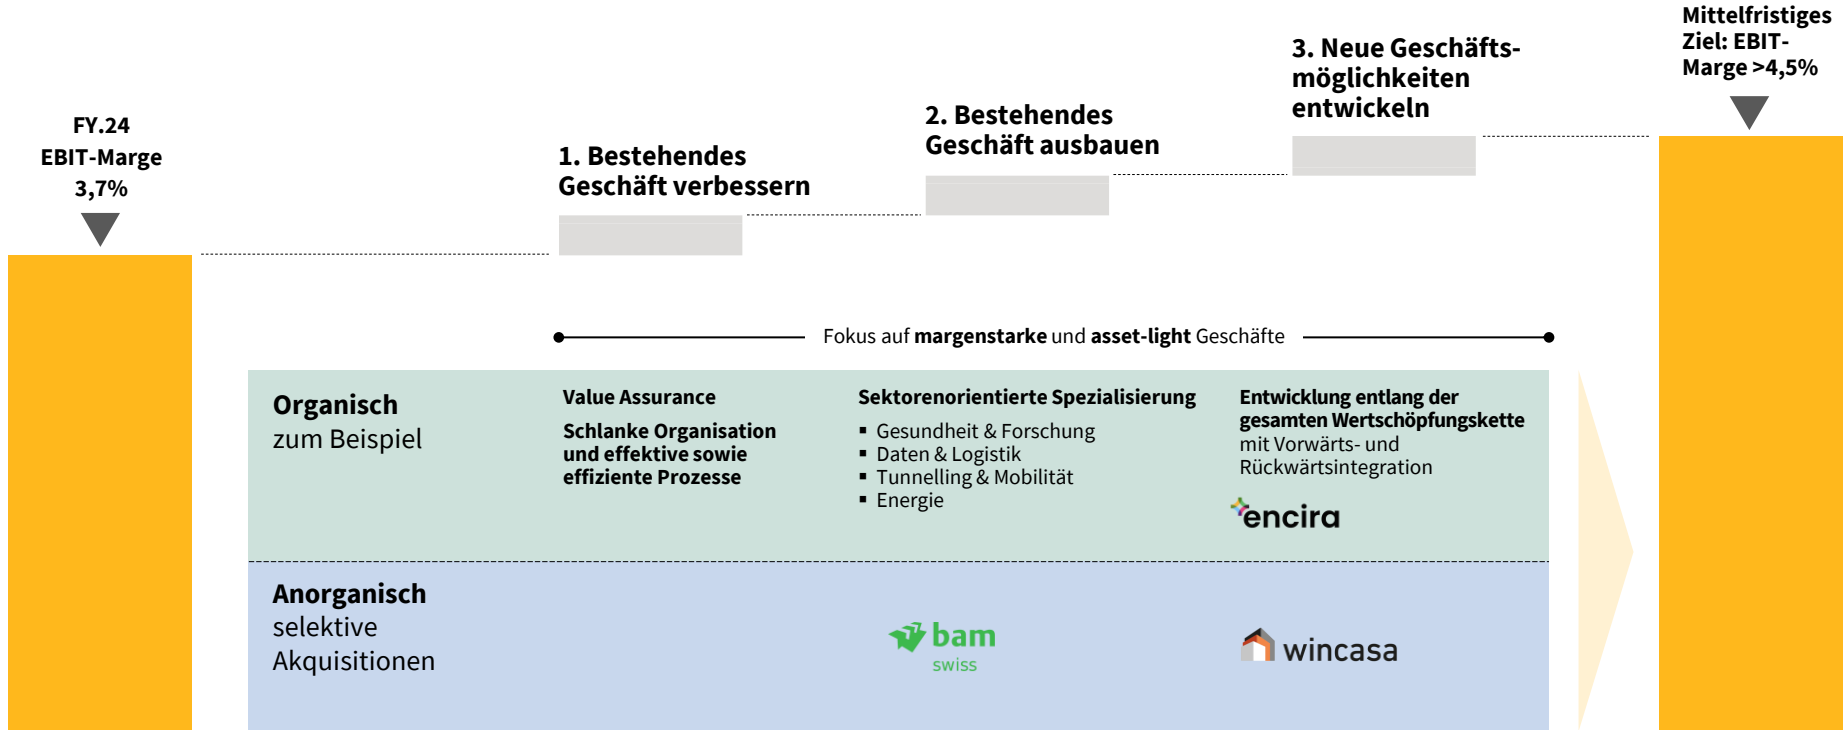 FY.24
EBIT-Marge
3,7%
1. Bestehendes
Geschäft verbessern
2. Bestehendes
Geschäft ausbauen
3. Neue Geschäfts-
möglichkeiten
entwickeln
Mittelfristiges
Ziel: EBIT-
Marge >4,5%
Fokus auf margenstarke und asset-light Geschäfte
Organisch
zum Beispiel
Value Assurance
Schlanke Organisation
und effektive sowie
effiziente Prozesse
Sektorenorientierte Spezialisierung
▪ Gesundheit & Forschung
▪ Daten & Logistik
▪ Tunnelling & Mobilität
▪ Energie
Entwicklung entlang der
gesamten Wertschöpfungskette
mit Vorwärts- und
Rückwärtsintegration
encira
Anorganisch
selektive
Akquisitionen
bam
swiss
wincasa